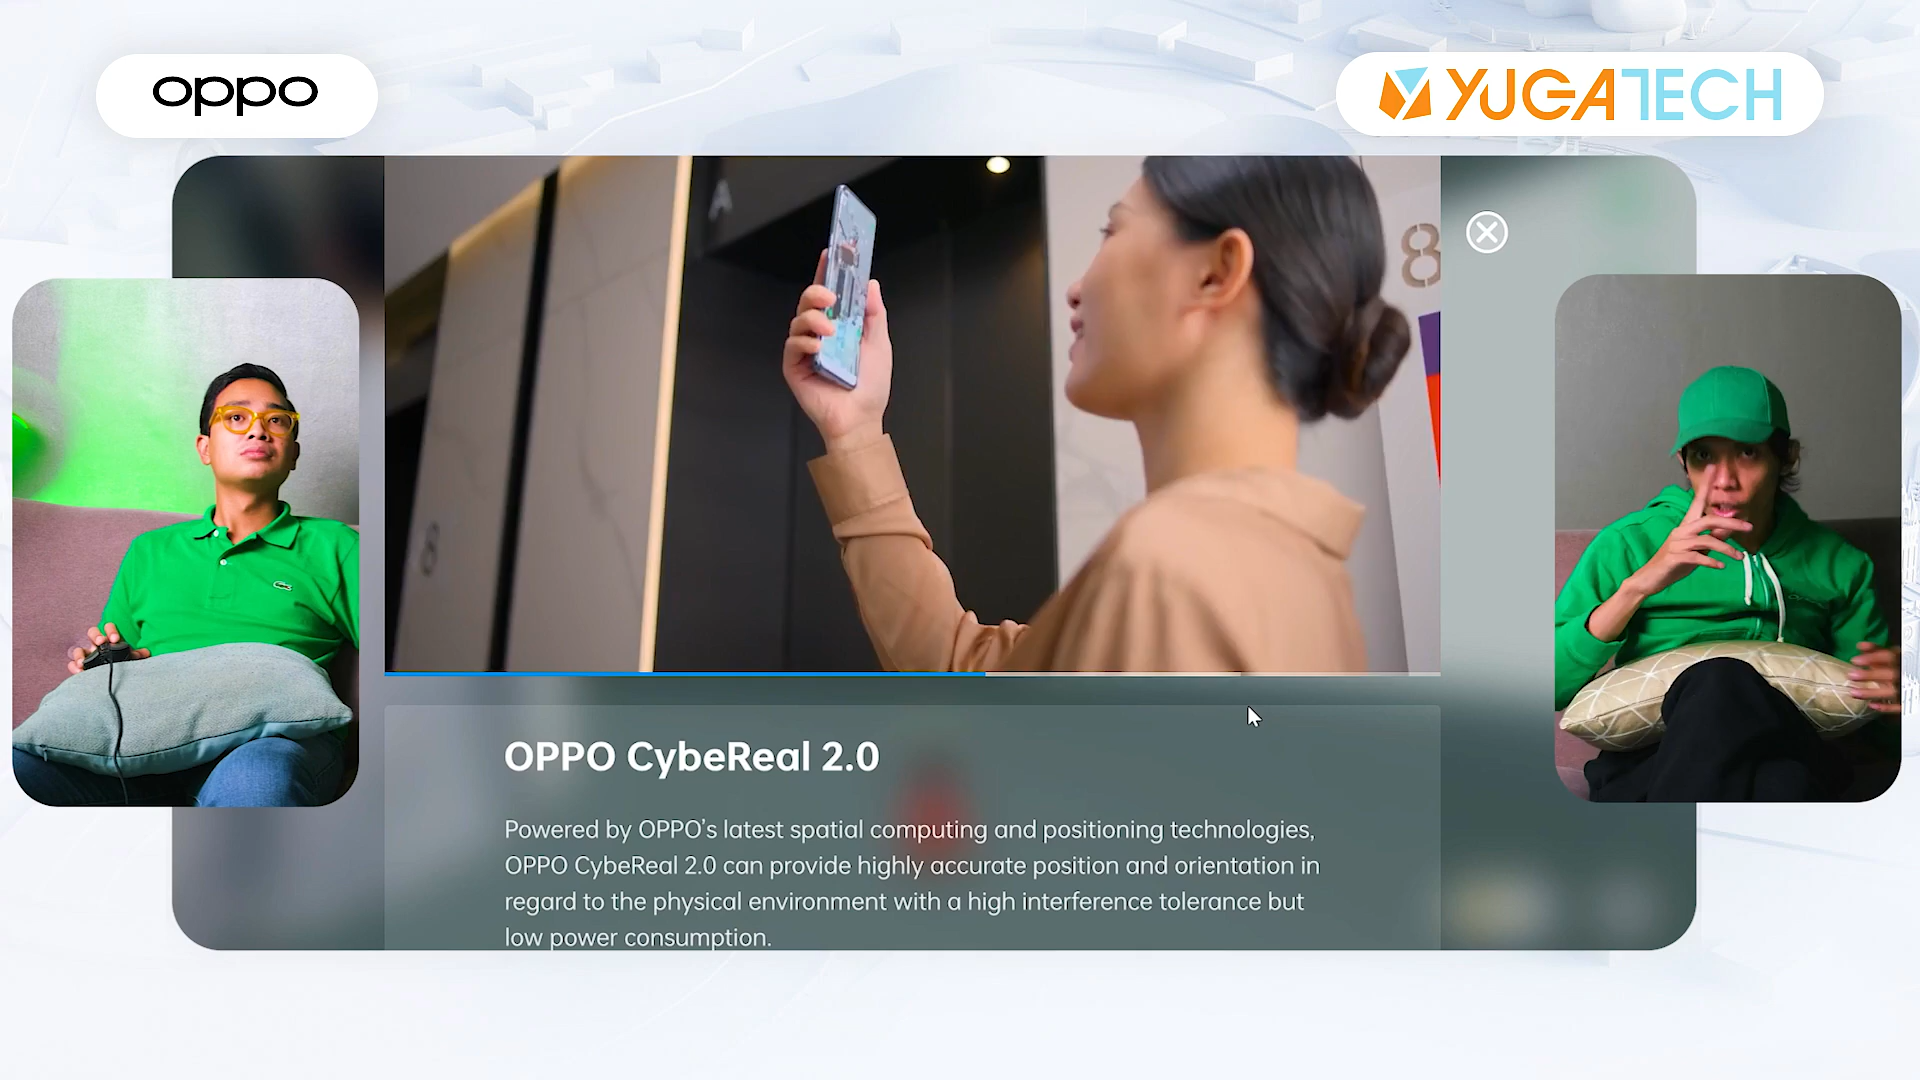 oppo
YUGATECH
A
8
8
OPPO CybeReal 2.0
Powered by OPPO's latest spatial computing and positioning technologies,
OPPO CybeReal 2.0 can provide highly accurate position and orientation in
regard to the physical environment with a high interference tolerance but
low power consumption.